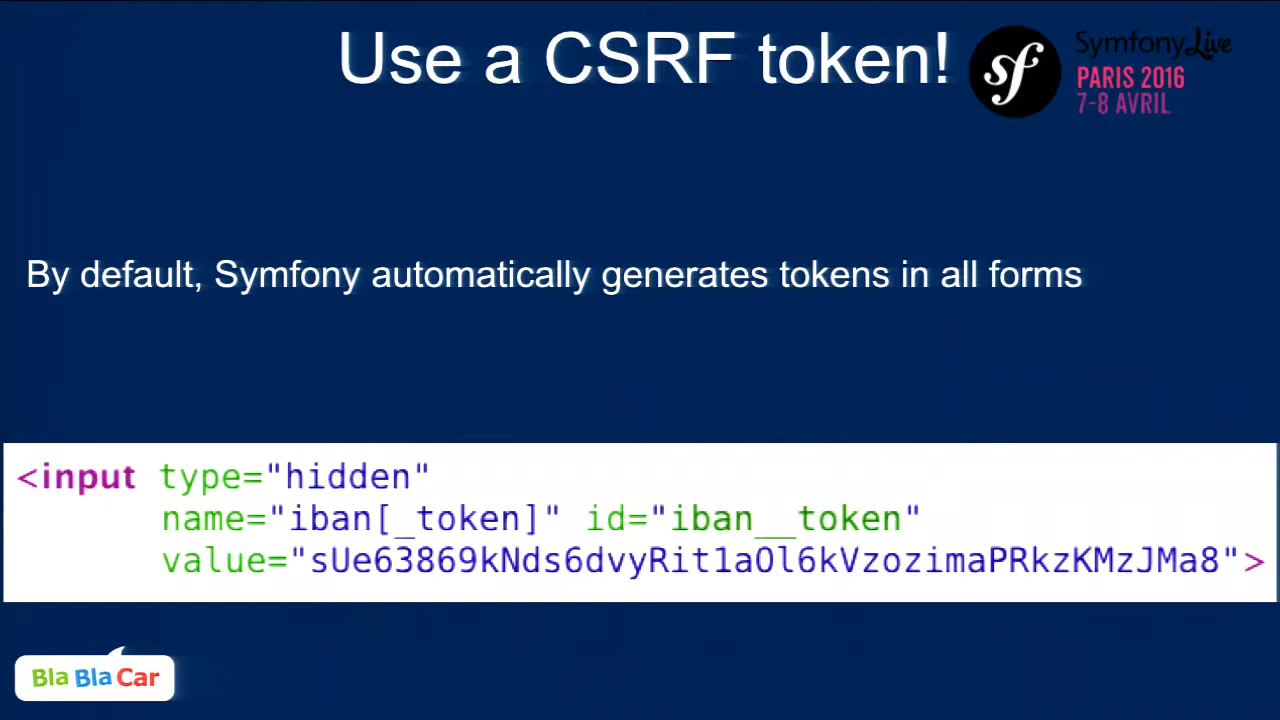 Use a CSRF token!
sf
SymfonyLive
PARIS 2016
7-8 AVRIL
By default, Symfony automatically generates tokens in all forms
<input type="hidden"
name="iban[_token]" id="iban__token"
value="sUe63869kNds6dvyRit1aOl6kVzozimaPRkzKMzJMa8">
BlaBlaCar